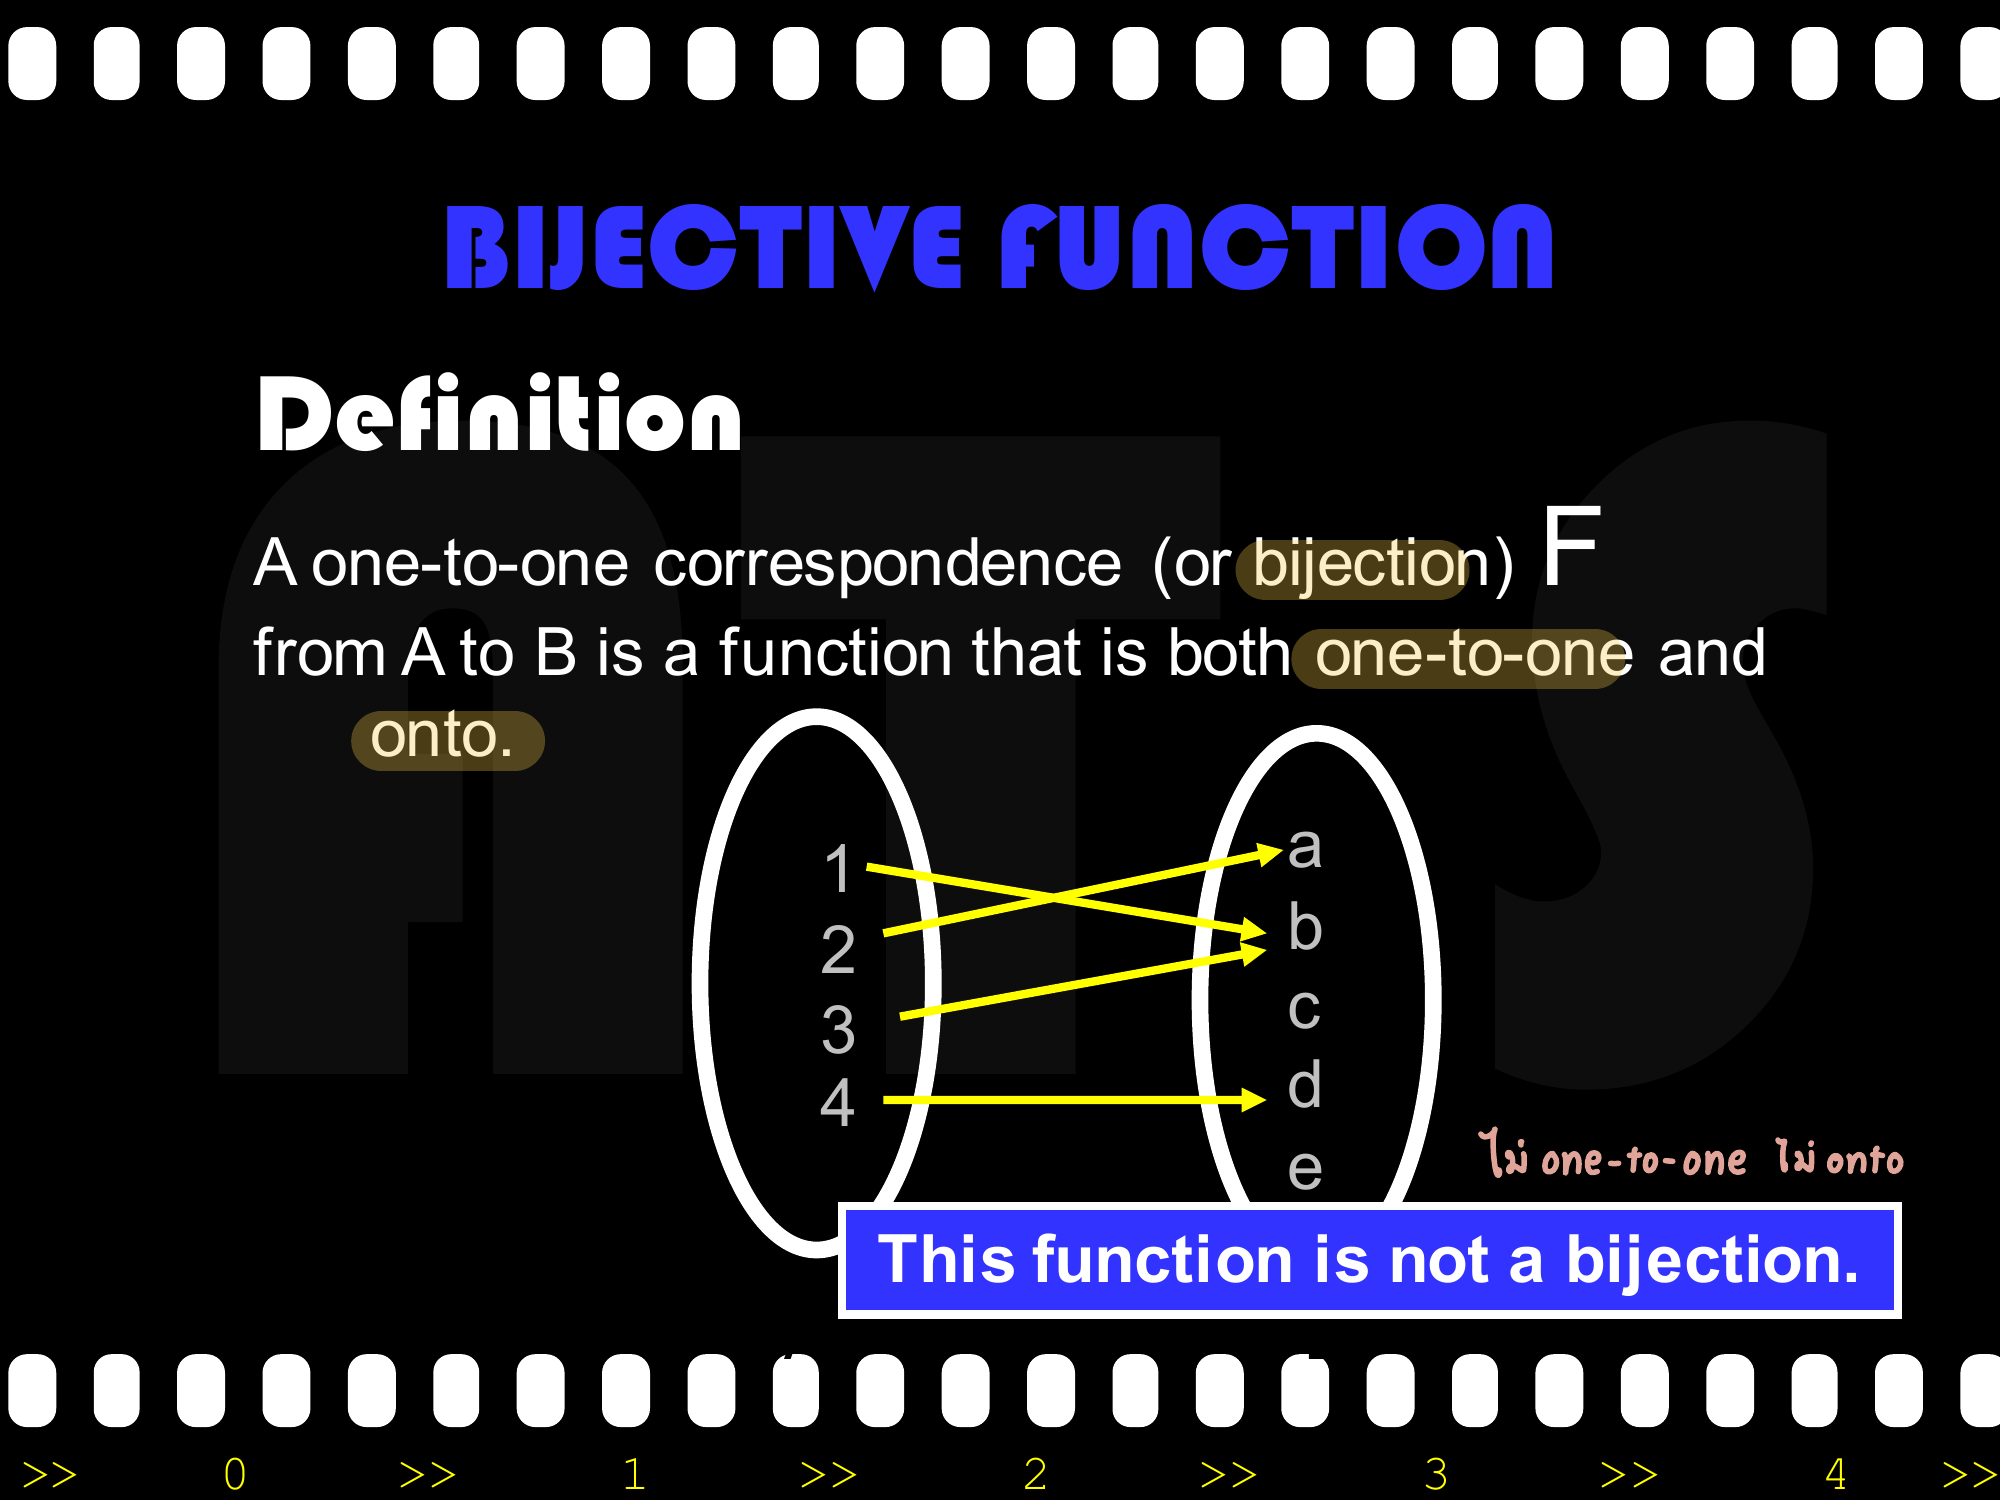 BIJECTIVE FUNCTION
Definition
A one-to-one correspondence (or bijection) F
from A to B is a function that is both one-to-one and
onto.
1 a
2 b
3 c
4 d
e
ไม่ one-to-one ไม่ onto
This function is not a bijection.
>> 0 >> 1 >> 2 >> 3 >> 4 >>